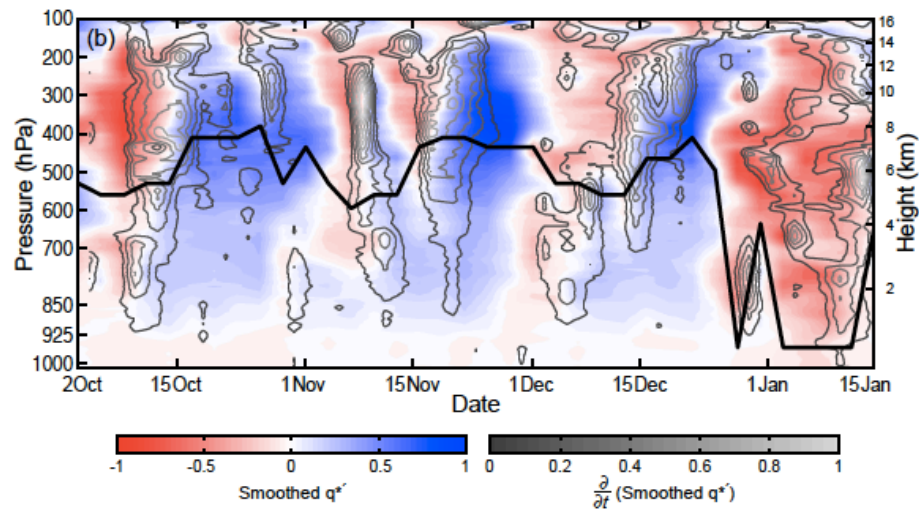 (b)
100
200
300
400
500
600
700
850
925
1000
Pressure (hPa)
16
14
12
10
8
6
4
2
Height (km)
2Oct 15Oct 1Nov 15Nov 1Dec 15Dec 1Jan 15Jan
Date
-1 -0.5 0 0.5 1
Smoothed q*′
0 0.2 0.4 0.6 0.8 1
∂/∂t (Smoothed q*′)